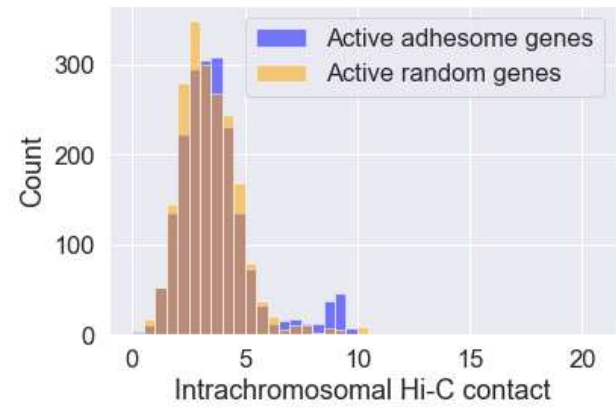 Active adhesome genes
Active random genes
300
200
100
0
Count
0 5 10 15 20
Intrachromosomal Hi-C contact